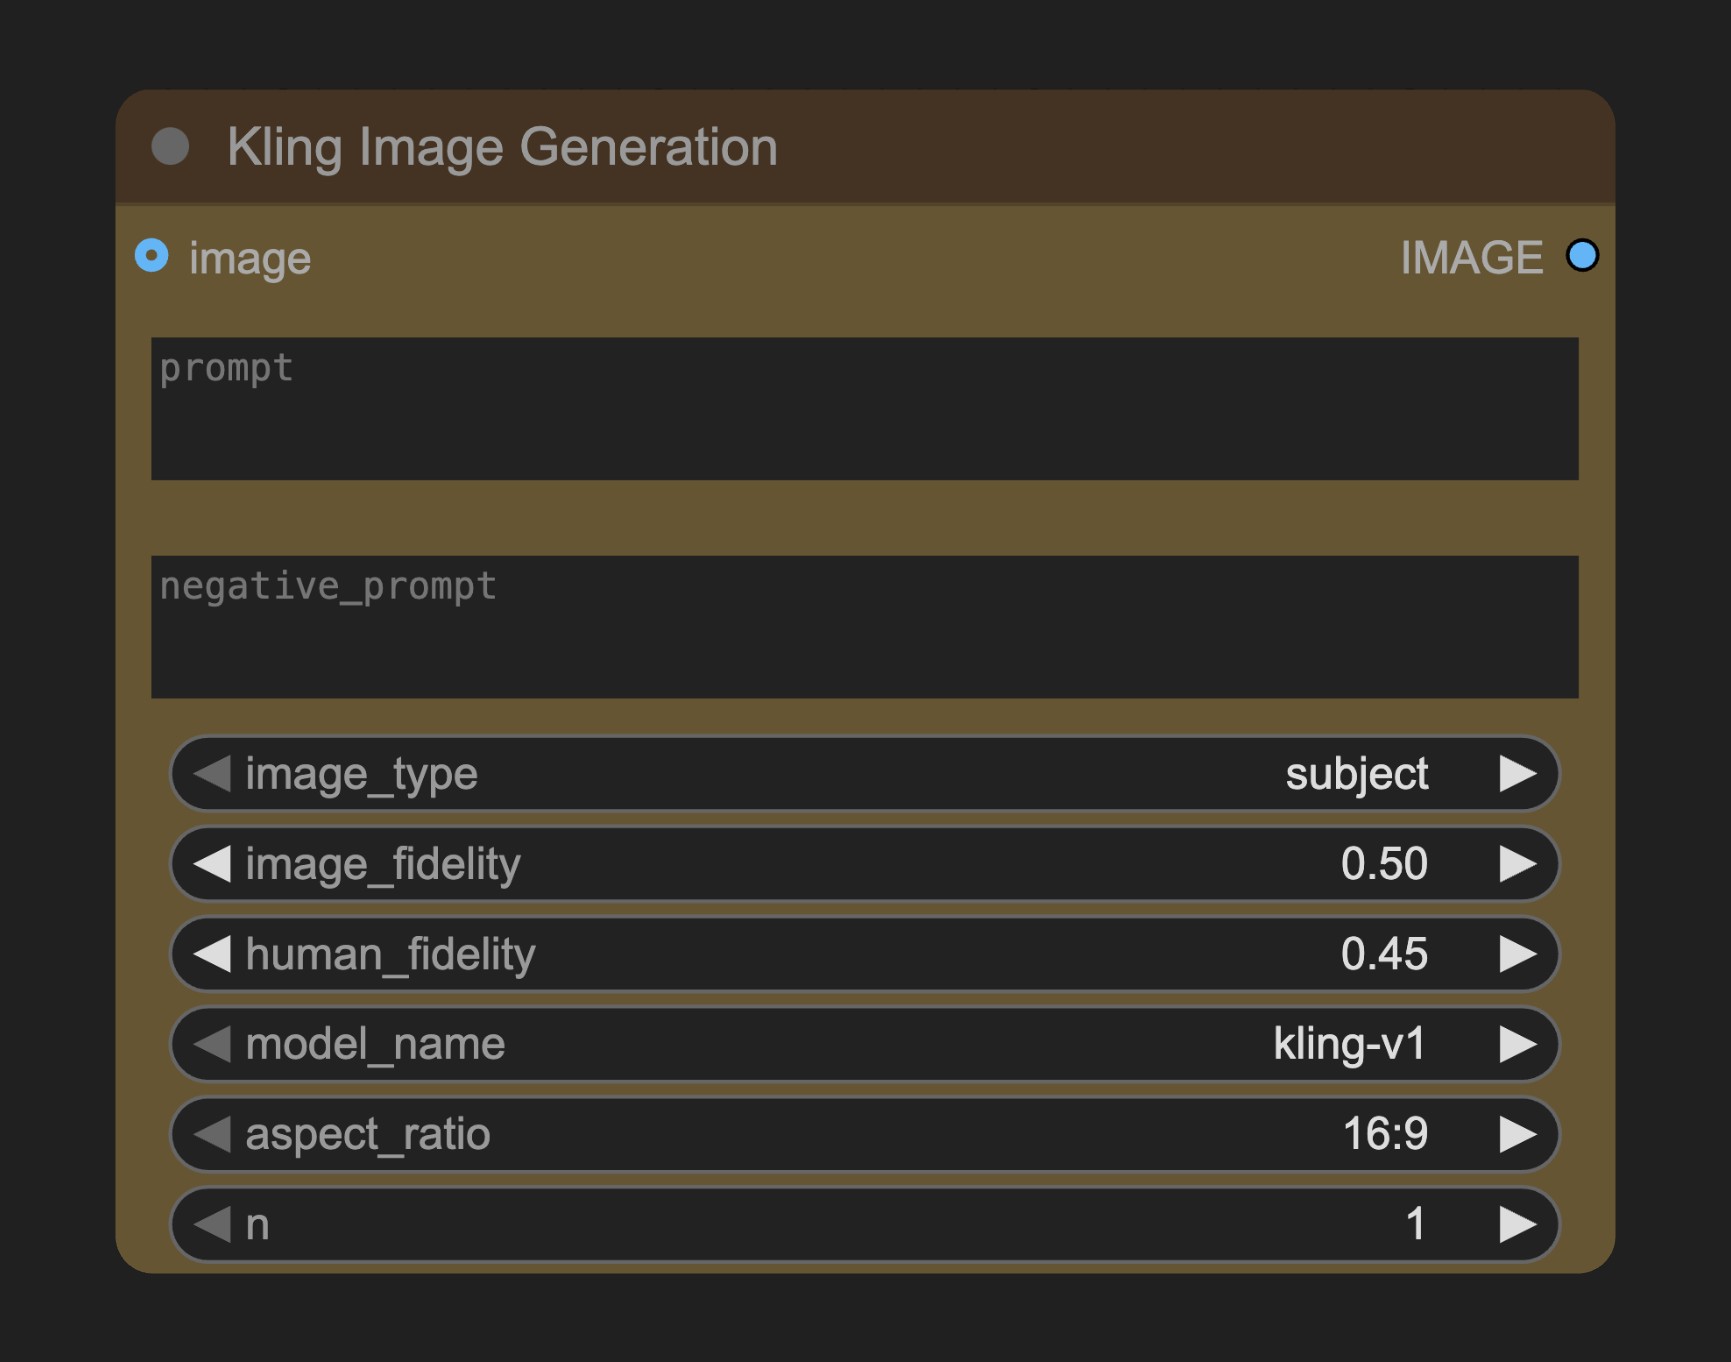 Kling Image Generation
image IMAGE
prompt
negative_prompt
image_type subject
image_fidelity 0.50
human_fidelity 0.45
model_name kling-v1
aspect_ratio 16:9
n 1